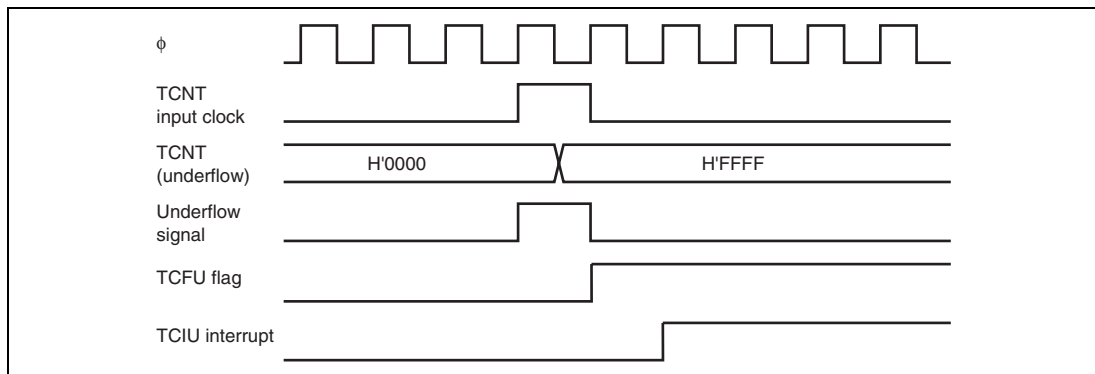 φ
TCNT
input clock
TCNT
(underflow)
H'0000
H'FFFF
Underflow
signal
TCFU flag
TCIU interrupt